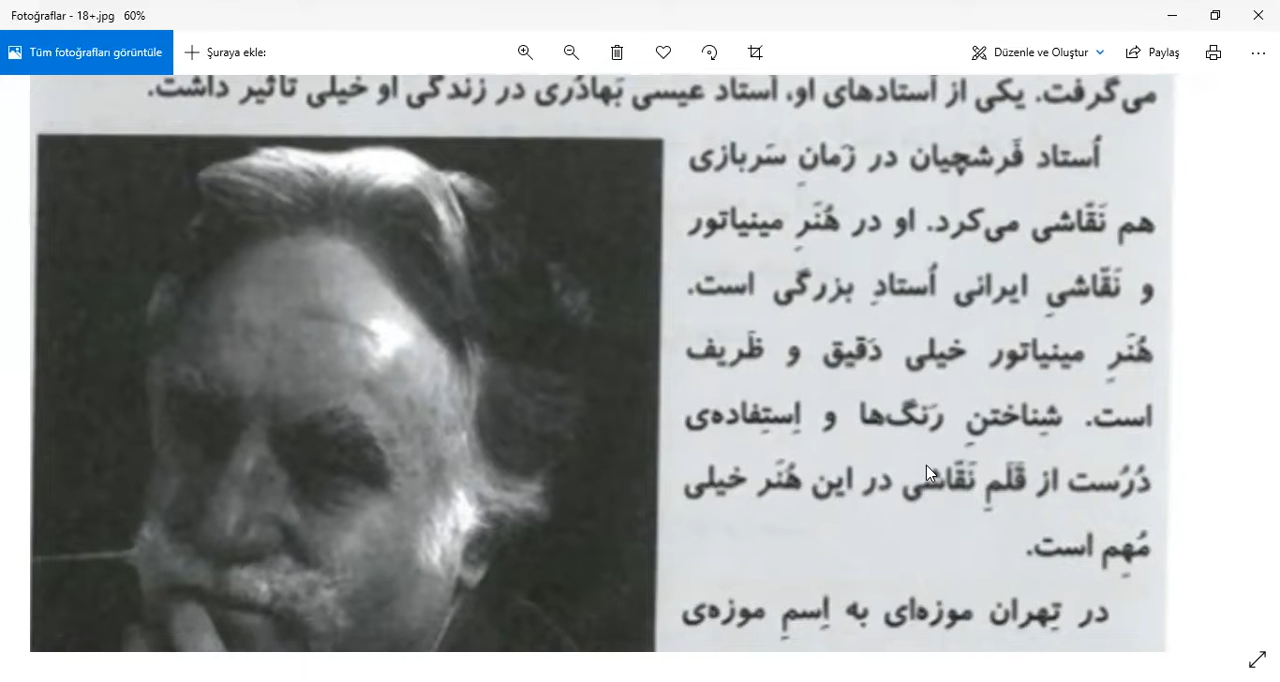 Fotoğraflar - 18+.jpg   60%
Tüm fotoğrafları görüntüle
Şuraya ekle:
Düzenle ve Oluştur
Paylaş
می‌گرفت. یکی از اُستادهای او، اُستاد عیسی بَهادُری در زندگی او خیلی تاثیر داشت.
اُستاد فَرشچیان در زَمانِ سَربازی
هم نَقّاشی می‌کرد. او در هُنَرِ مینیاتور
و نَقّاشیِ ایرانی اُستادِ بزرگی است.
هُنَرِ مینیاتور خیلی دَقیق و ظَریف
است. شِناختنِ رَنگ‌ها و اِستِفاده‌ی
دُرُست از قَلَمِ نَقّاشی در این هُنَر خیلی
مُهِم است.
در تِهران موزه‌ای به اِسمِ موزه‌ی